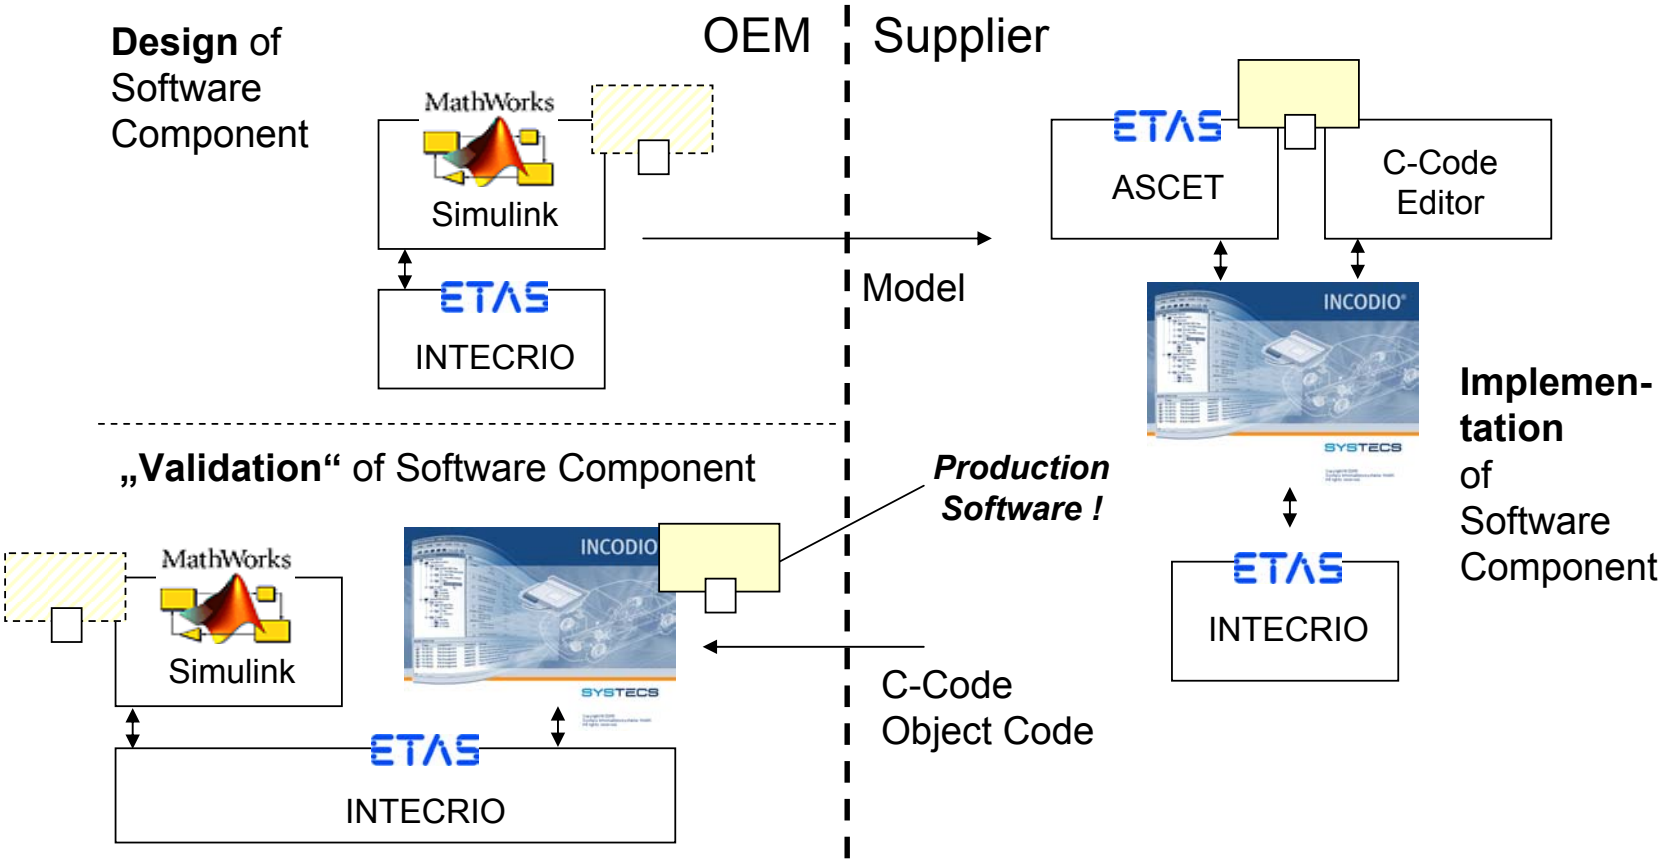 OEM
Supplier
Design of
Software
Component
MathWorks
Simulink
ETAS
INTECRIO
Model
ETAS
ASCET
C-Code
Editor
INCODIO®
SYSTECS
ETAS
INTECRIO
Implemen-
tation
of
Software
Component
„Validation“ of Software Component
Production
Software !
MathWorks
Simulink
INCODIO
SYSTECS
ETAS
INTECRIO
C-Code
Object Code